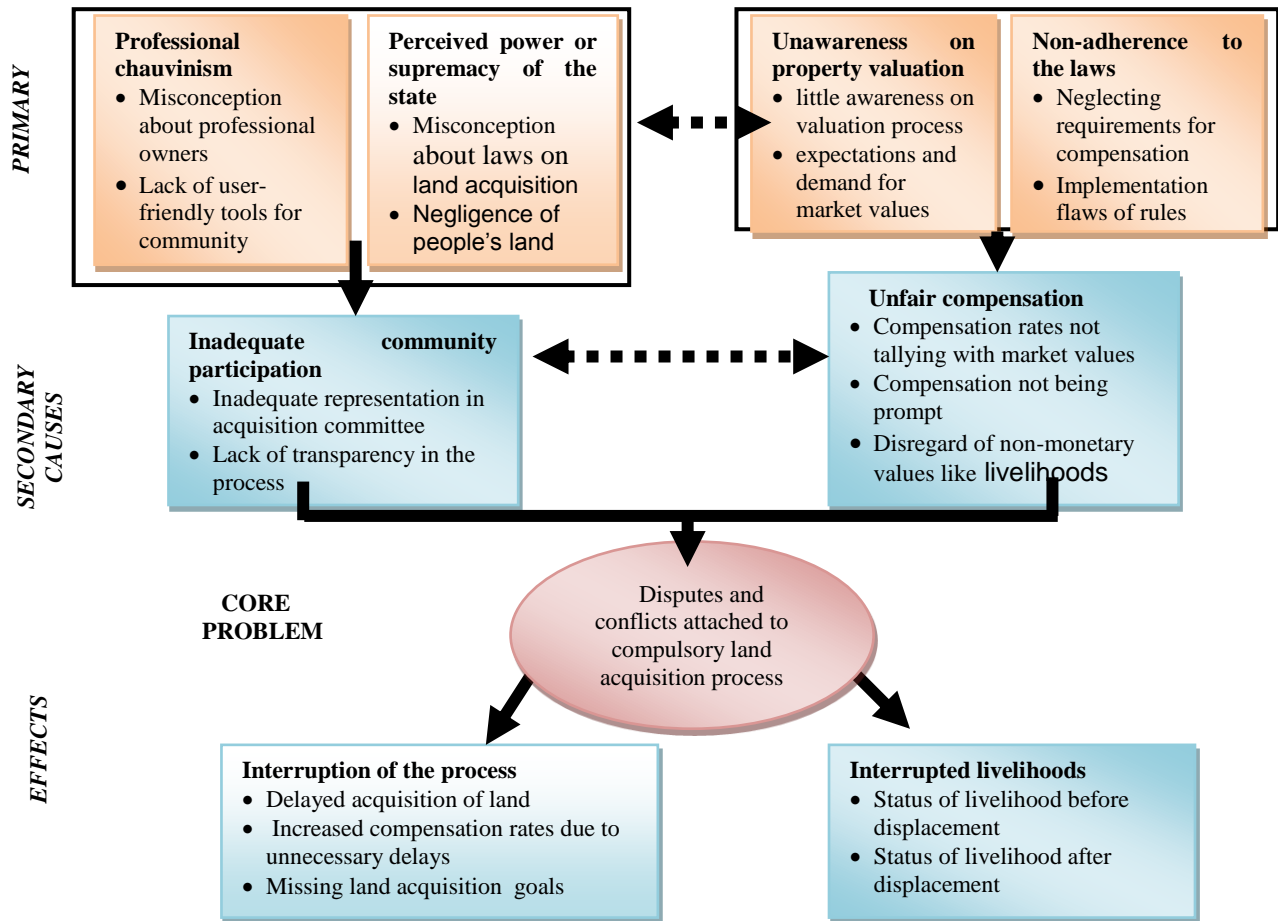 PRIMARY
Professional
chauvinism
• Misconception
about professional
owners
• Lack of user-
friendly tools for
community
Perceived power or
supremacy of the
state
• Misconception
about laws on
land acquisition
• Negligence of
people's land
Unawareness on
property valuation
• little awareness on
valuation process
• expectations and
demand for
market values
Non-adherence to
the laws
• Neglecting
requirements for
compensation
• Implementation
flaws of rules
SECONDARY
CAUSES
Inadequate community
participation
• Inadequate representation in
acquisition committee
• Lack of transparency in the
process
Unfair compensation
• Compensation rates not
tallying with market values
• Compensation not being
prompt
• Disregard of non-monetary
values like livelihoods
CORE
PROBLEM
Disputes and
conflicts attached to
compulsory land
acquisition process
EFFECTS
Interruption of the process
• Delayed acquisition of land
• Increased compensation rates due to
unnecessary delays
• Missing land acquisition goals
Interrupted livelihoods
• Status of livelihood before
displacement
• Status of livelihood after
displacement